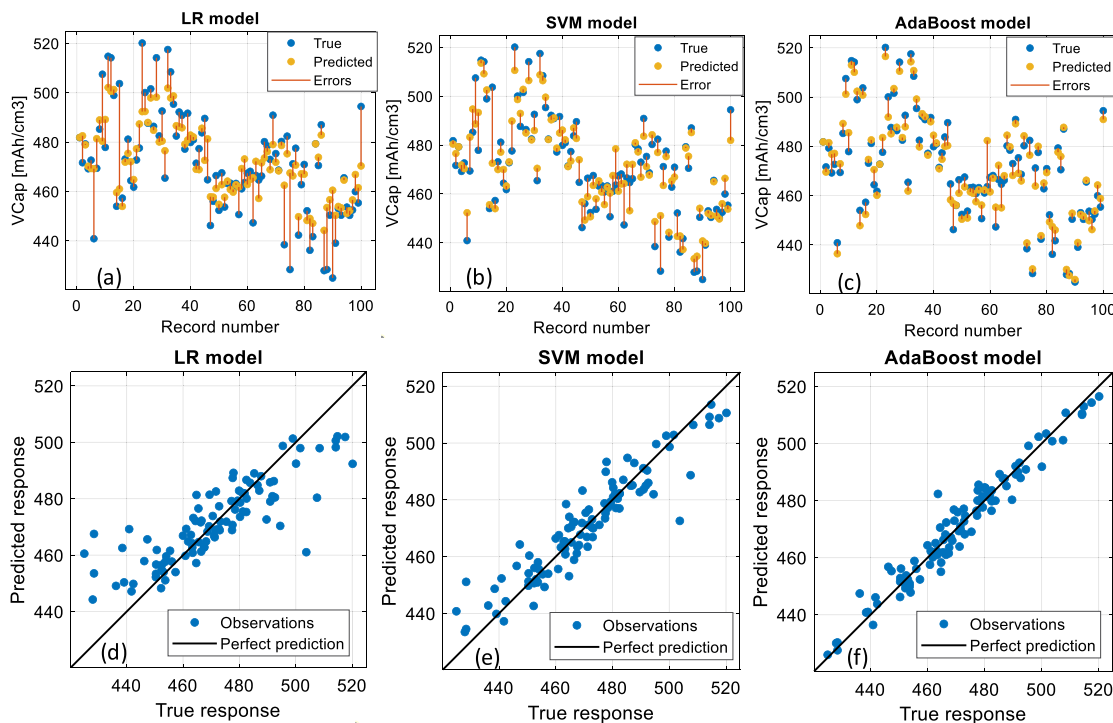 LR model
VCap [mAh/cm3]
520
500
480
460
440
0 20 40 60 80 100
Record number
True
Predicted
Errors
(a)
SVM model
VCap [mAh/cm3]
520
500
480
460
440
0 20 40 60 80 100
Record number
True
Predicted
Error
(b)
AdaBoost model
VCap [mAh/cm3]
520
500
480
460
440
0 20 40 60 80 100
Record number
True
Predicted
Errors
(c)
LR model
Predicted response
520
500
480
460
440
440 460 480 500 520
True response
Observations
Perfect prediction
(d)
SVM model
Predicted response
520
500
480
460
440
440 460 480 500 520
True response
Observations
Perfect prediction
(e)
AdaBoost model
Predicted response
520
500
480
460
440
440 460 480 500 520
True response
Observations
Perfect prediction
(f)